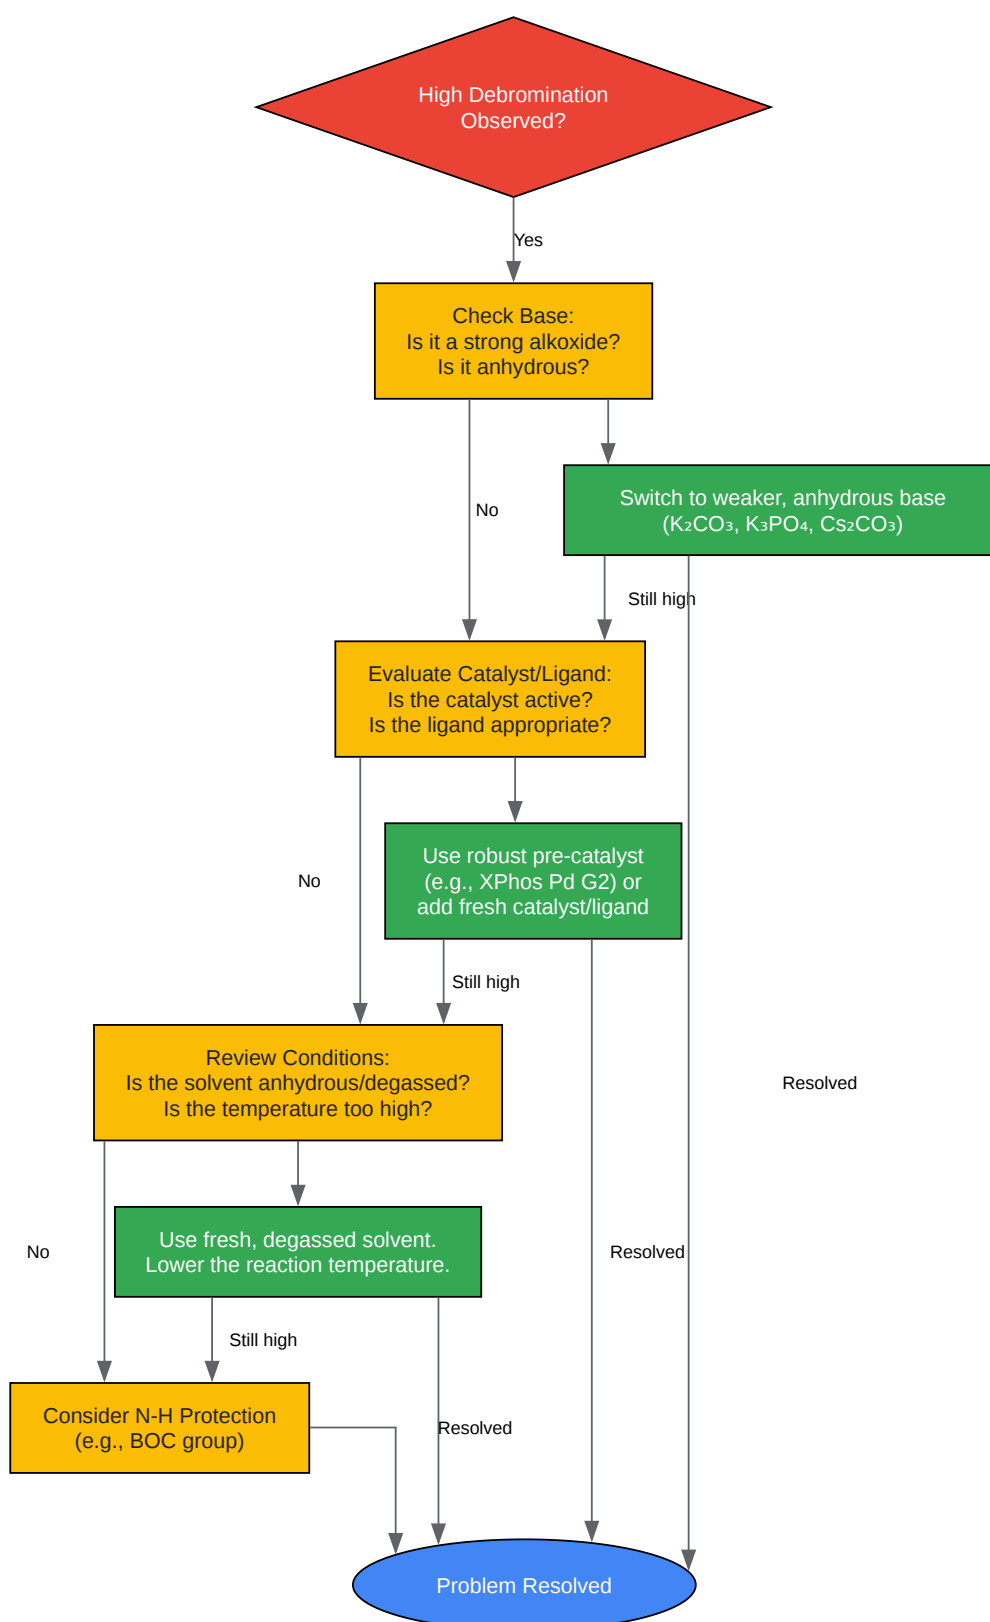 High Debromination
Observed?
Yes
Check Base:
Is it a strong alkoxide?
Is it anhydrous?
No
Switch to weaker, anhydrous base
(K₂CO₃, K₃PO₄, Cs₂CO₃)
Still high
Evaluate Catalyst/Ligand:
Is the catalyst active?
Is the ligand appropriate?
No
Use robust pre-catalyst
(e.g., XPhos Pd G2) or
add fresh catalyst/ligand
Still high
Review Conditions:
Is the solvent anhydrous/degassed?
Is the temperature too high?
Resolved
No
Use fresh, degassed solvent.
Lower the reaction temperature.
Resolved
Still high
Consider N-H Protection
(e.g., BOC group)
Resolved
Problem Resolved